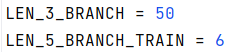 LEN_3_BRANCH = 50
LEN_5_BRANCH_TRAIN = 6